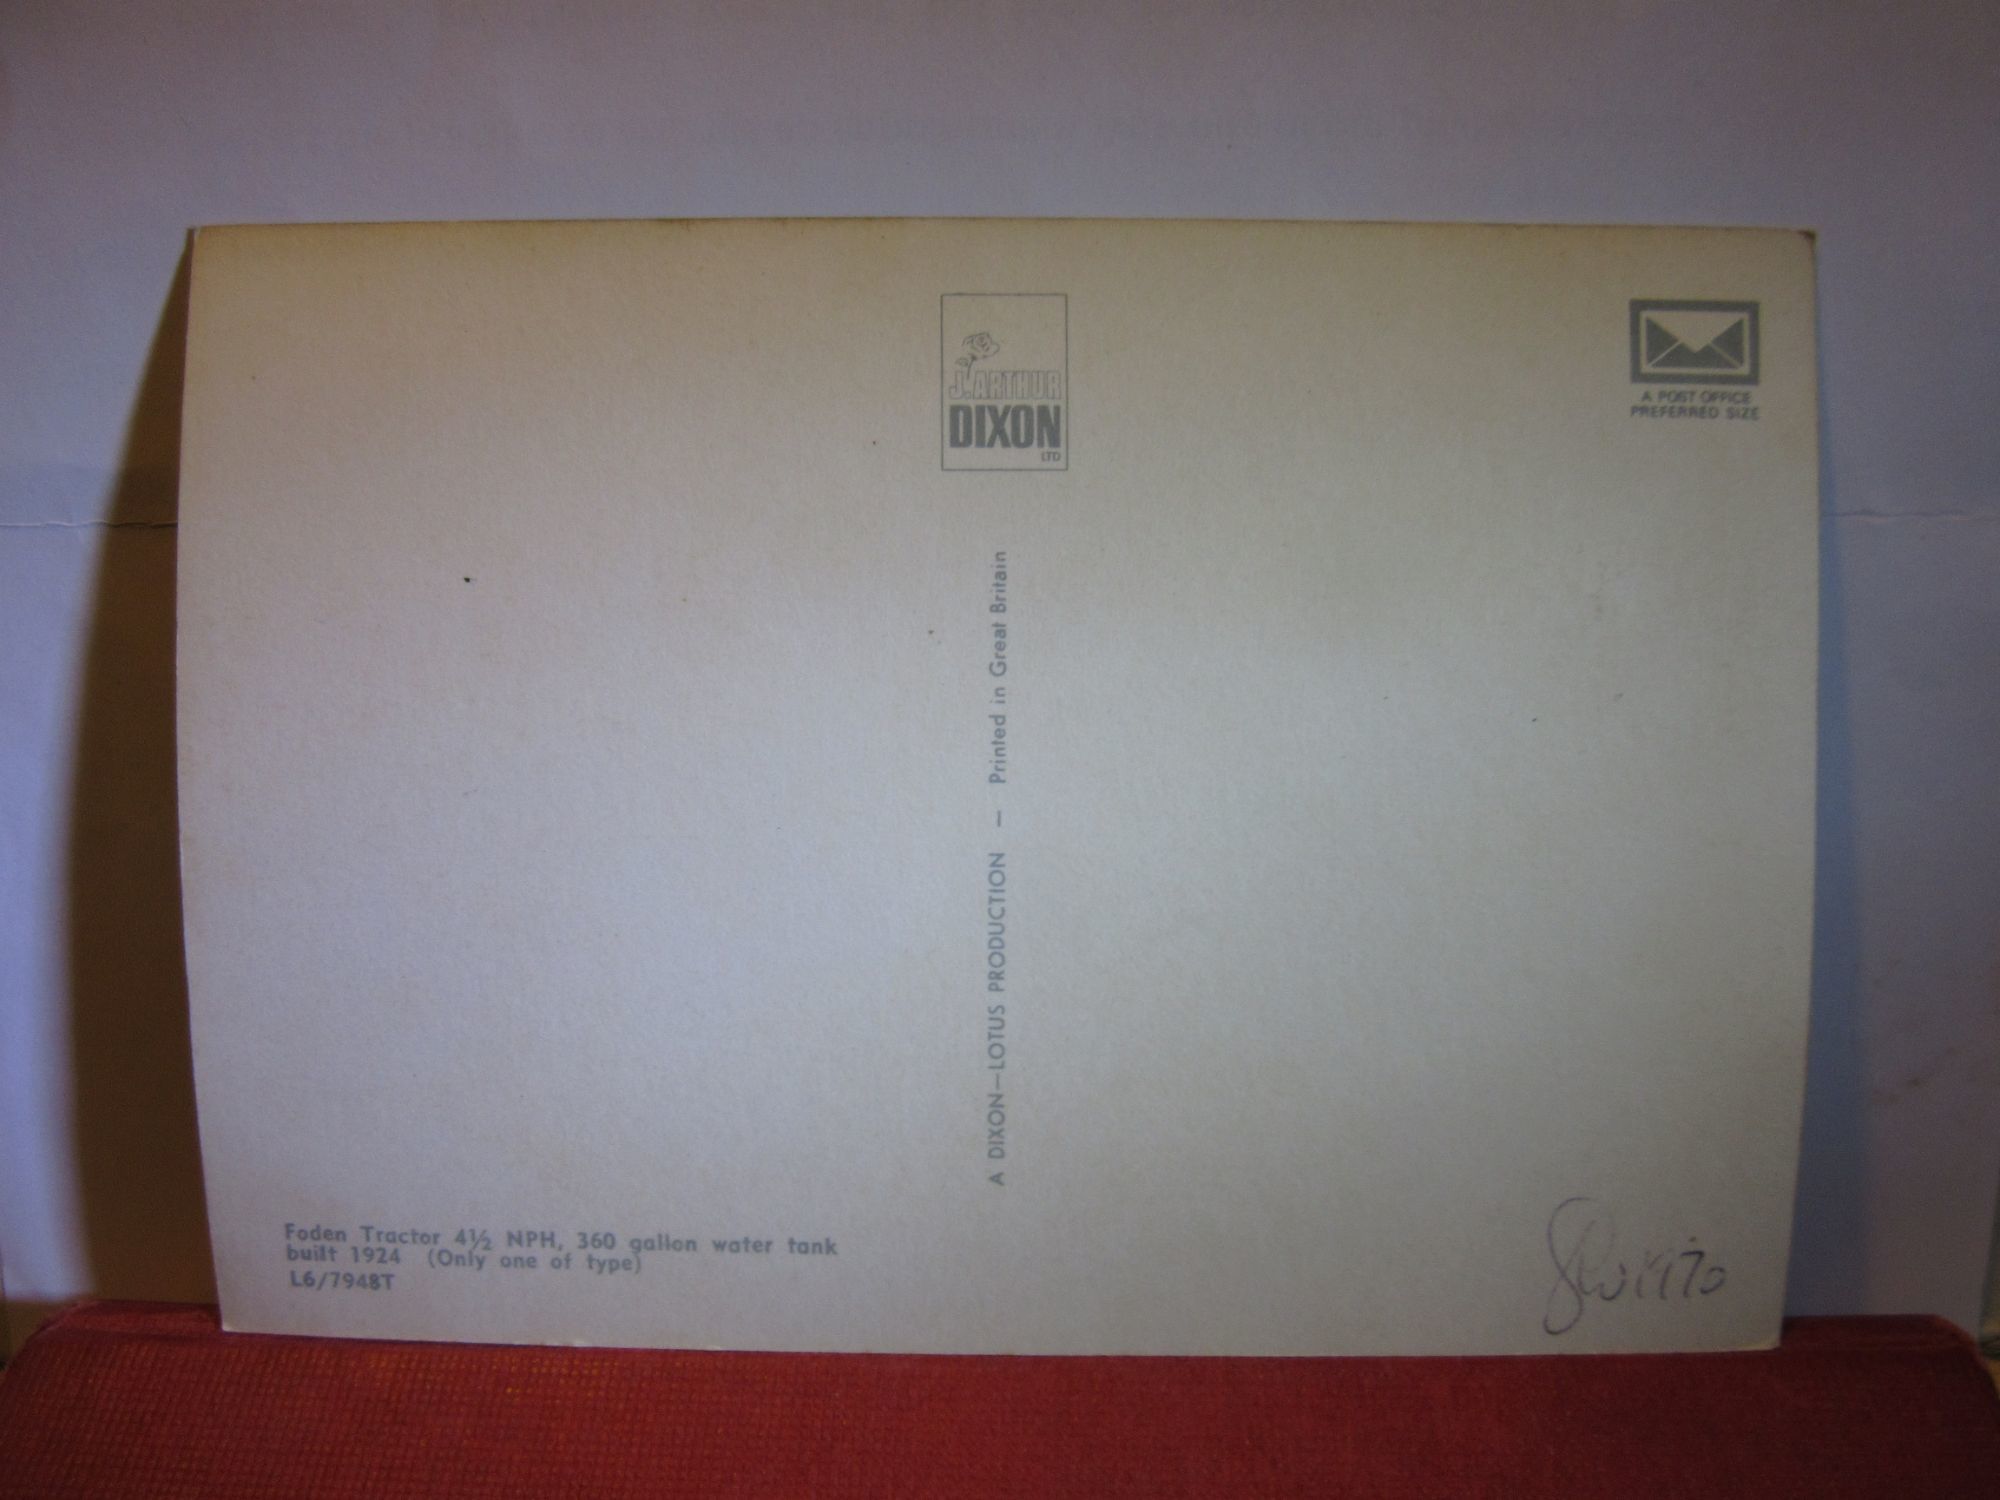 J. ARTHUR
DIXON
LTD
A POST OFFICE
PREFERRED SIZE
A DIXON—LOTUS PRODUCTION — Printed in Great Britain
Foden Tractor 4½ NPH, 360 gallon water tank
built 1924 (Only one of type)
L6/7948T